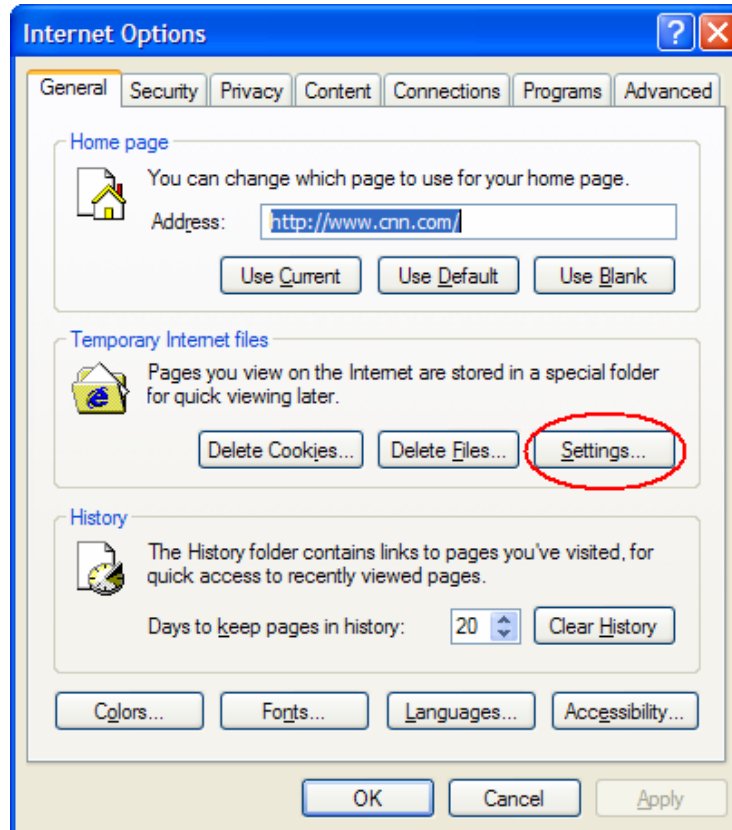 Internet Options
General Security Privacy Content Connections Programs Advanced
Home page
You can change which page to use for your home page.
Address: http://www.cnn.com/
Use Current Use Default Use Blank
Temporary Internet files
Pages you view on the Internet are stored in a special folder
for quick viewing later.
Delete Cookies... Delete Files... Settings...
History
The History folder contains links to pages you've visited, for
quick access to recently viewed pages.
Days to keep pages in history: 20 Clear History
Colors... Fonts... Languages... Accessibility...
OK Cancel Apply